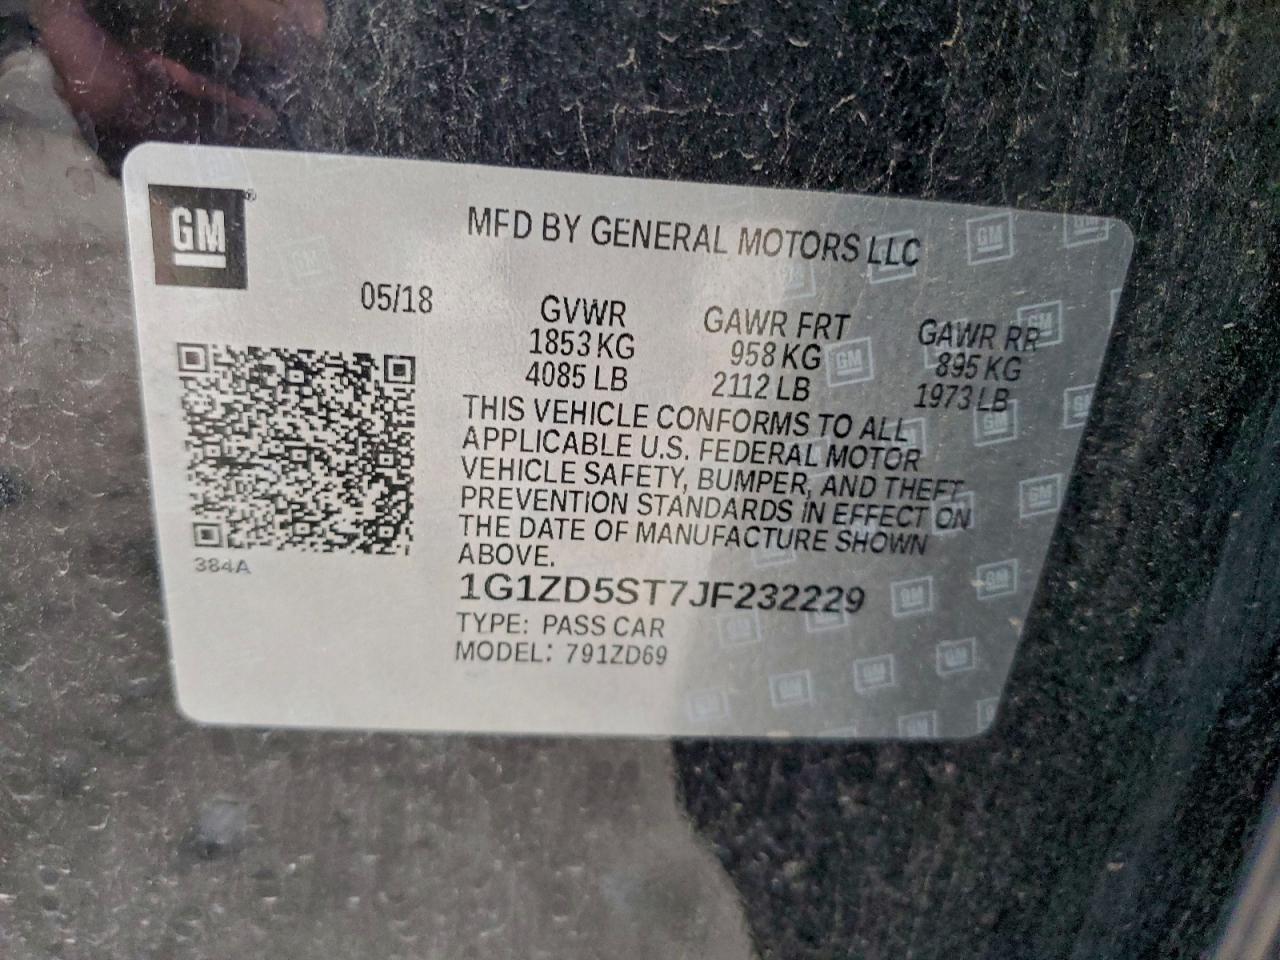 GM
MFD BY GENERAL MOTORS LLC
05/18
GVWR GAWR FRT GAWR RR
1853 KG 958 KG 895 KG
4085 LB 2112 LB 1973 LB
THIS VEHICLE CONFORMS TO ALL
APPLICABLE U.S. FEDERAL MOTOR
VEHICLE SAFETY, BUMPER, AND THEFT
PREVENTION STANDARDS IN EFFECT ON
THE DATE OF MANUFACTURE SHOWN
ABOVE.
384A
1G1ZD5ST7JF232229
TYPE: PASS CAR
MODEL: 791ZD69